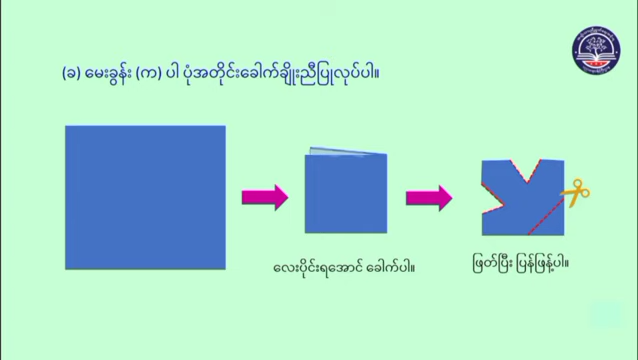 (ခ) မေးခွန်း (က) ပါ ပုံအတိုင်းခေါက်ချိုးညီပြုလုပ်ပါ။
လေးပိုင်းရအောင် ခေါက်ပါ။
ဖြတ်ပြီး ပြန်ဖြန့်ပါ။